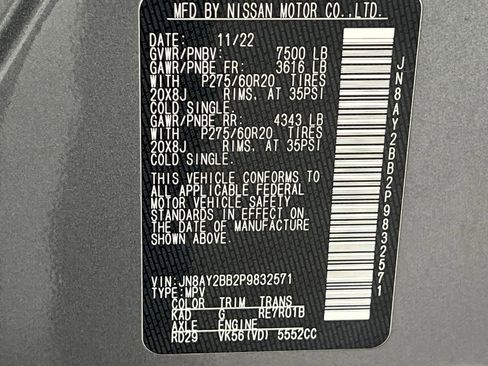 MFD BY NISSAN MOTOR CO.,LTD.
DATE: 11/22
GVWR/PNBV: 7500 LB
GAWR/PNBE FR: 3616 LB
WITH P275/60R20 TIRES
20X8J RIMS, AT 35PSI
COLD SINGLE.
GAWR/PNBE RR: 4343 LB
WITH P275/60R20 TIRES
20X8J RIMS, AT 35PSI
COLD SINGLE.
THIS VEHICLE CONFORMS TO
ALL APPLICABLE FEDERAL
MOTOR VEHICLE SAFETY
STANDARDS IN EFFECT ON
THE DATE OF MANUFACTURE
SHOWN ABOVE.
VIN: JN8AY2BB2P9832571
TYPE: MPV
COLOR TRIM TRANS
KAD G RE7R01B
AXLE ENGINE
RD29 VK56(VD) 5552CC
JN8AY2BB2P9832571